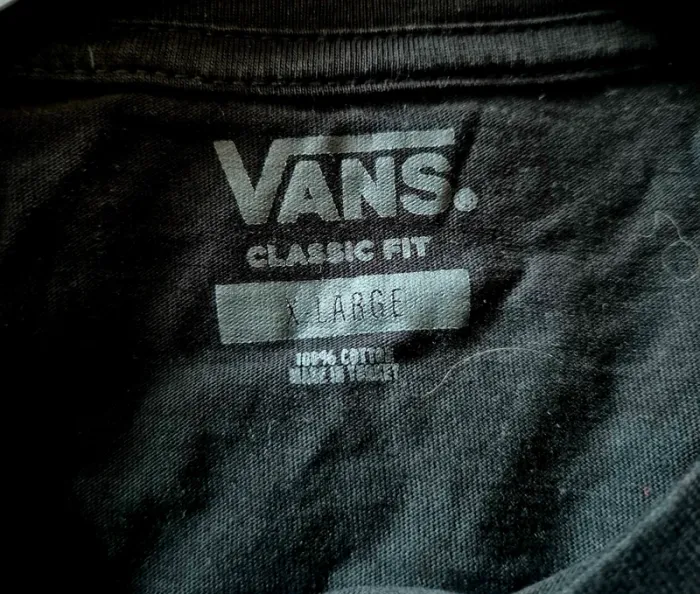 VANS.
CLASSIC FIT
X-LARGE
100% COTTON
MADE IN TURKEY